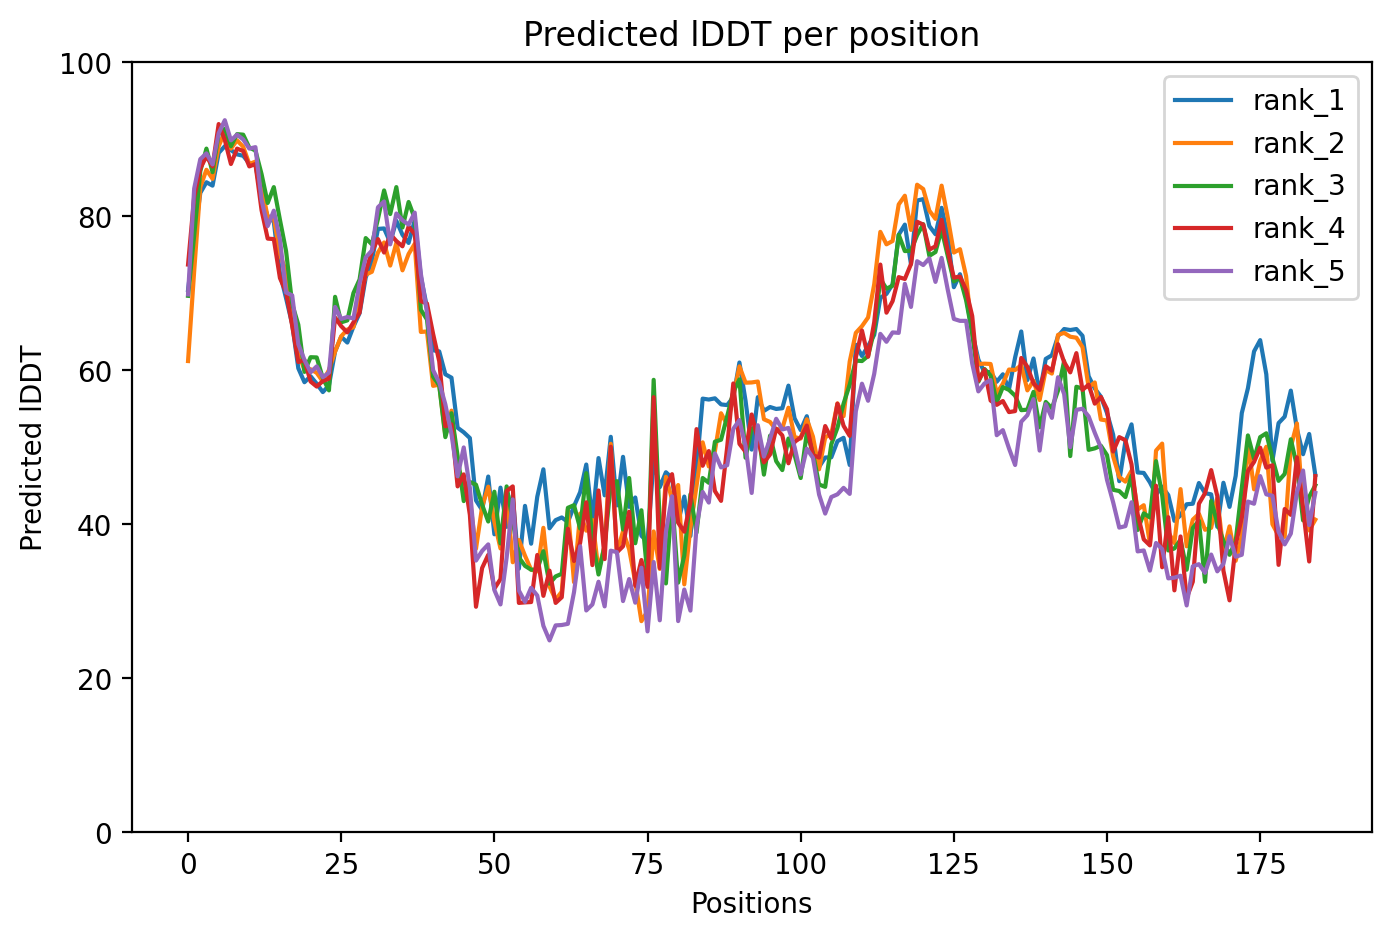 Predicted lDDT per position
100
80
60
40
20
0
Predicted lDDT
0 25 50 75 100 125 150 175
Positions
rank_1
rank_2
rank_3
rank_4
rank_5